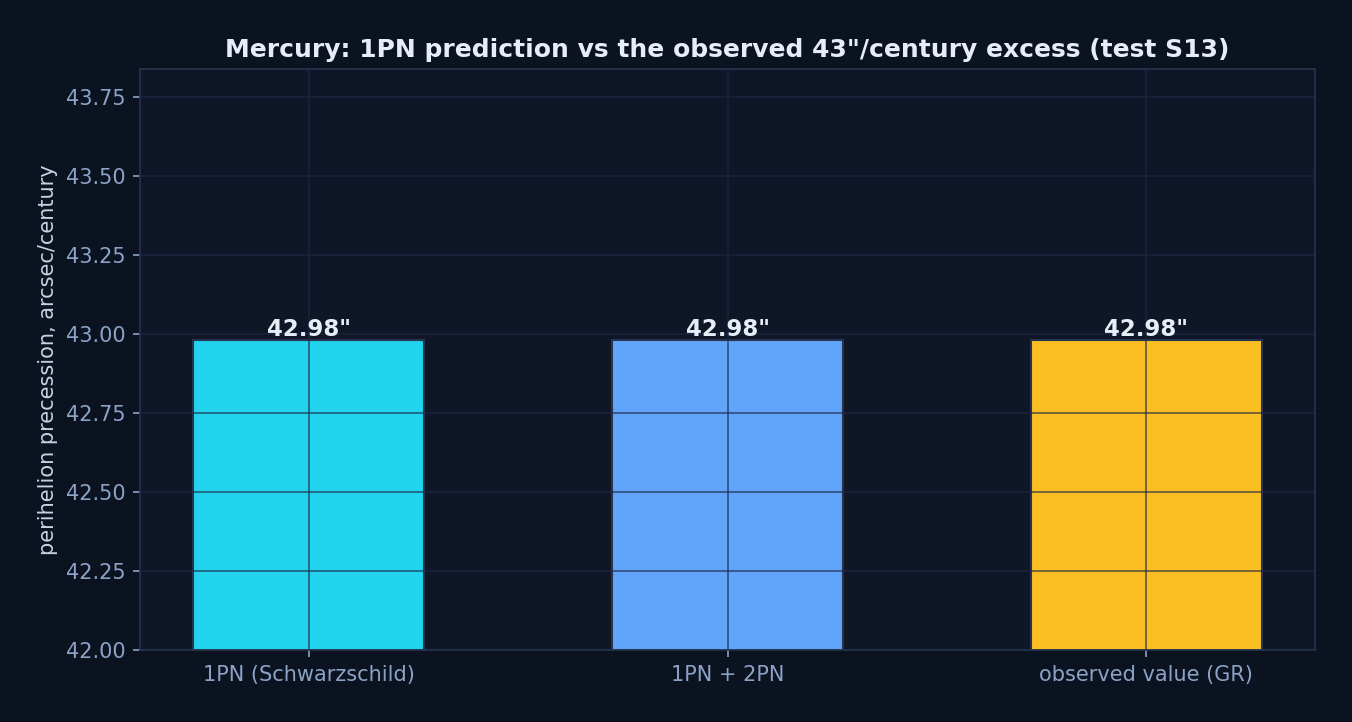 Mercury: 1PN prediction vs the observed 43"/century excess (test S13)
perihelion precession, arcsec/century
43.75
43.50
43.25
43.00
42.75
42.50
42.25
42.00
42.98"
42.98"
42.98"
1PN (Schwarzschild)
1PN + 2PN
observed value (GR)